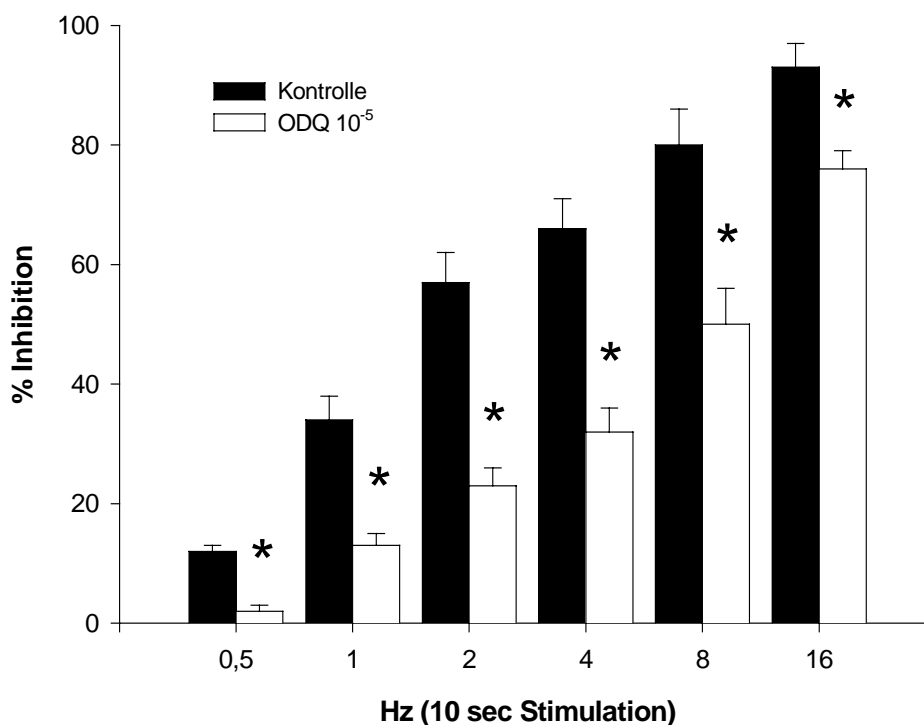 100
80
60
40
20
0
% Inhibition
Kontrolle
ODQ 10⁻⁵
*
*
*
*
*
*
0,5 1 2 4 8 16
Hz (10 sec Stimulation)